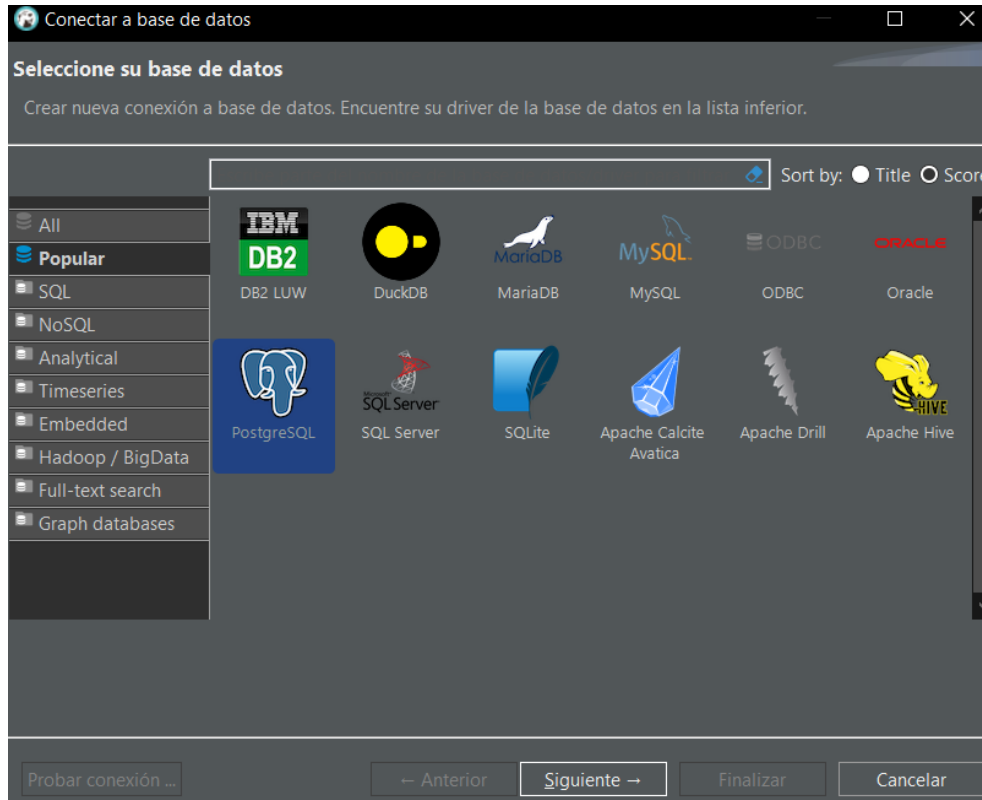 Conectar a base de datos
Seleccione su base de datos
Crear nueva conexión a base de datos. Encuentre su driver de la base de datos en la lista inferior.
Sort by: Title Score
All
Popular
SQL
NoSQL
Analytical
Timeseries
Embedded
Hadoop / BigData
Full-text search
Graph databases
IBM
DB2
MariaDB
MySQL
ODBC
ORACLE
DB2 LUW
DuckDB
MariaDB
MySQL
ODBC
Oracle
Microsoft
SQL Server
HIVE
PostgreSQL
SQL Server
SQLite
Apache Calcite
Avatica
Apache Drill
Apache Hive
Probar conexión ...
← Anterior
Siguiente →
Finalizar
Cancelar